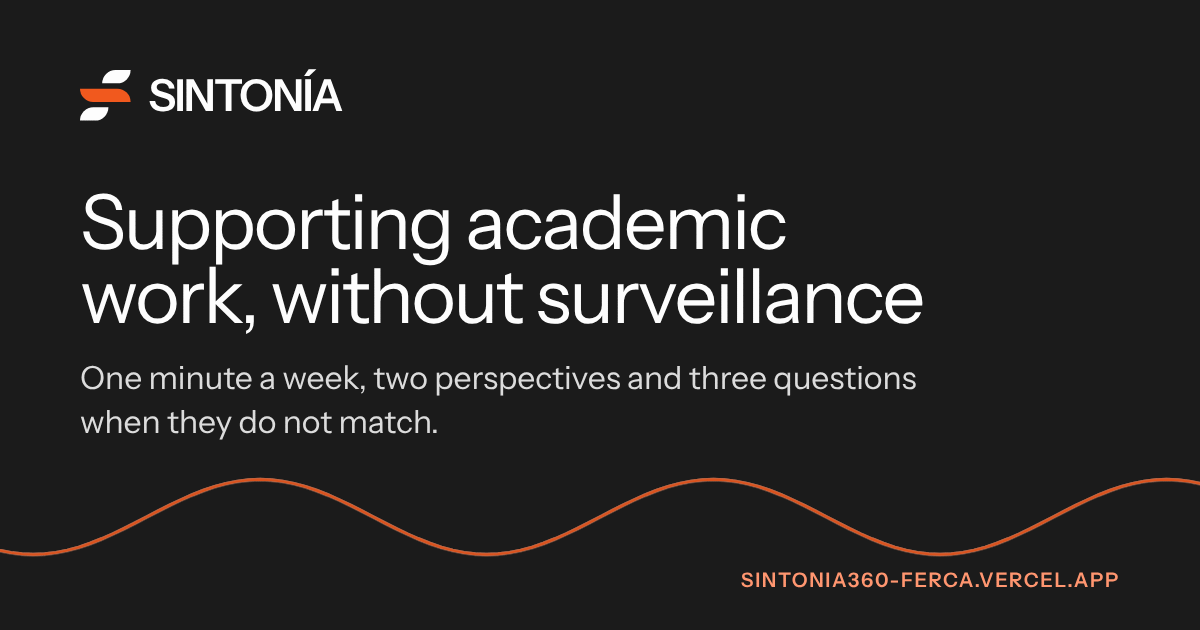 SINTONÍA
Supporting academic
work, without surveillance
One minute a week, two perspectives and three questions
when they do not match.
SINTONIA360-FERCA.VERCEL.APP